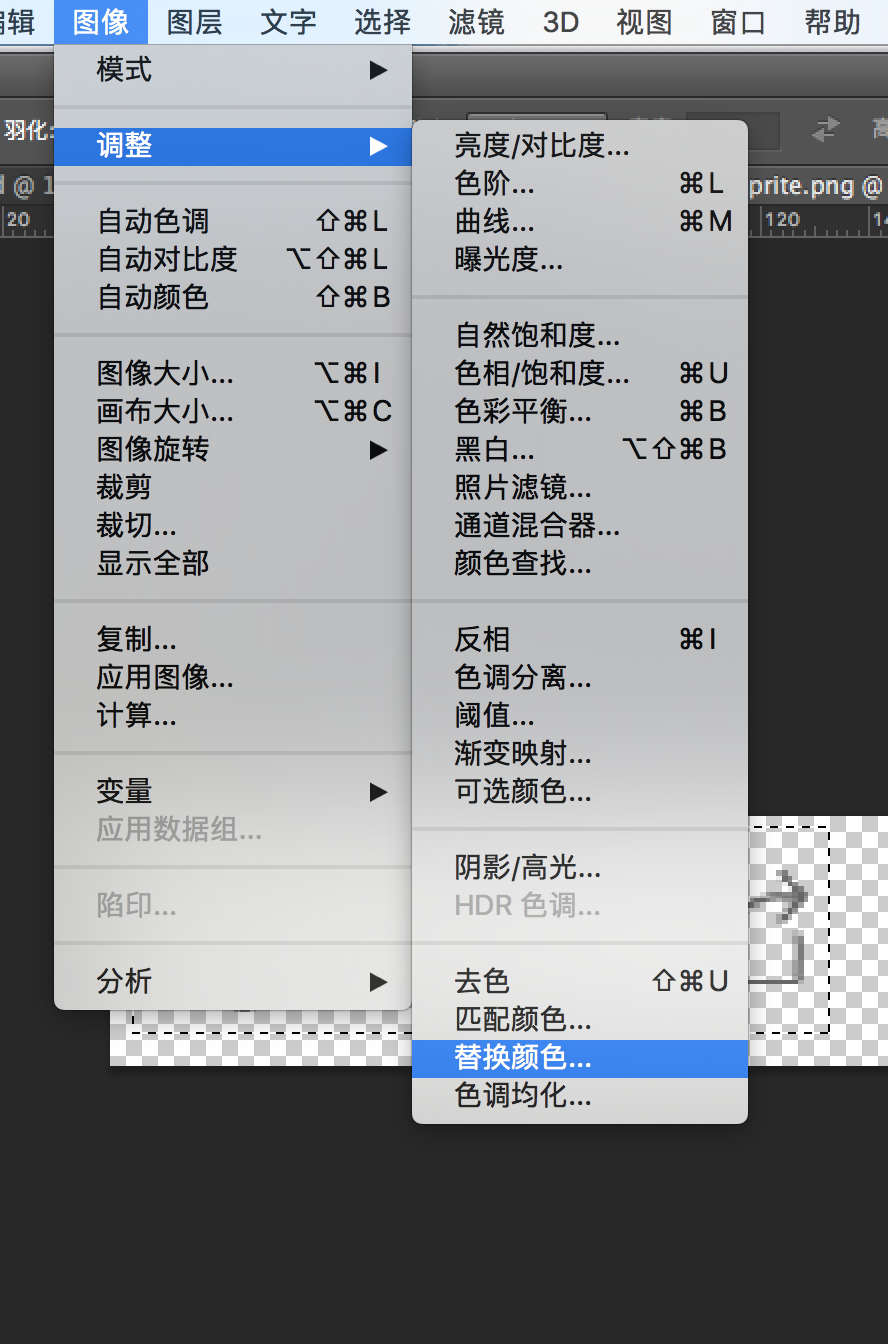 辑 图像 图层 文字 选择 滤镜 3D 视图 窗口 帮助
模式
羽化:
调整
@ 1
prite.png @
20
120
自动色调 ⇧⌘L
自动对比度 ⌥⇧⌘L
自动颜色 ⇧⌘B
图像大小... ⌥⌘I
画布大小... ⌥⌘C
图像旋转
裁剪
裁切...
显示全部
复制...
应用图像...
计算...
变量
应用数据组...
陷印...
分析
亮度/对比度...
色阶... ⌘L
曲线... ⌘M
曝光度...
自然饱和度...
色相/饱和度... ⌘U
色彩平衡... ⌘B
黑白... ⌥⇧⌘B
照片滤镜...
通道混合器...
颜色查找...
反相 ⌘I
色调分离...
阈值...
渐变映射...
可选颜色...
阴影/高光...
HDR 色调...
去色 ⇧⌘U
匹配颜色...
替换颜色...
色调均化...